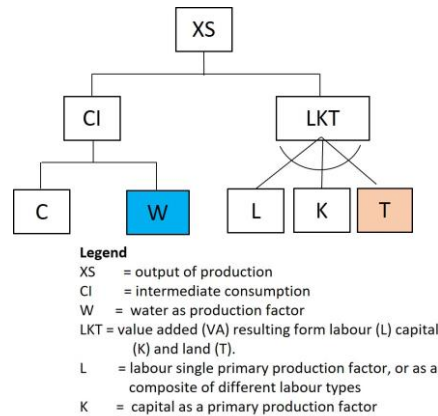 XS
CI
LKT
C
W
L
K
T
Legend
XS = output of production
CI = intermediate consumption
W = water as production factor
LKT = value added (VA) resulting form labour (L) capital
(K) and land (T).
L = labour single primary production factor, or as a
composite of different labour types
K = capital as a primary production factor